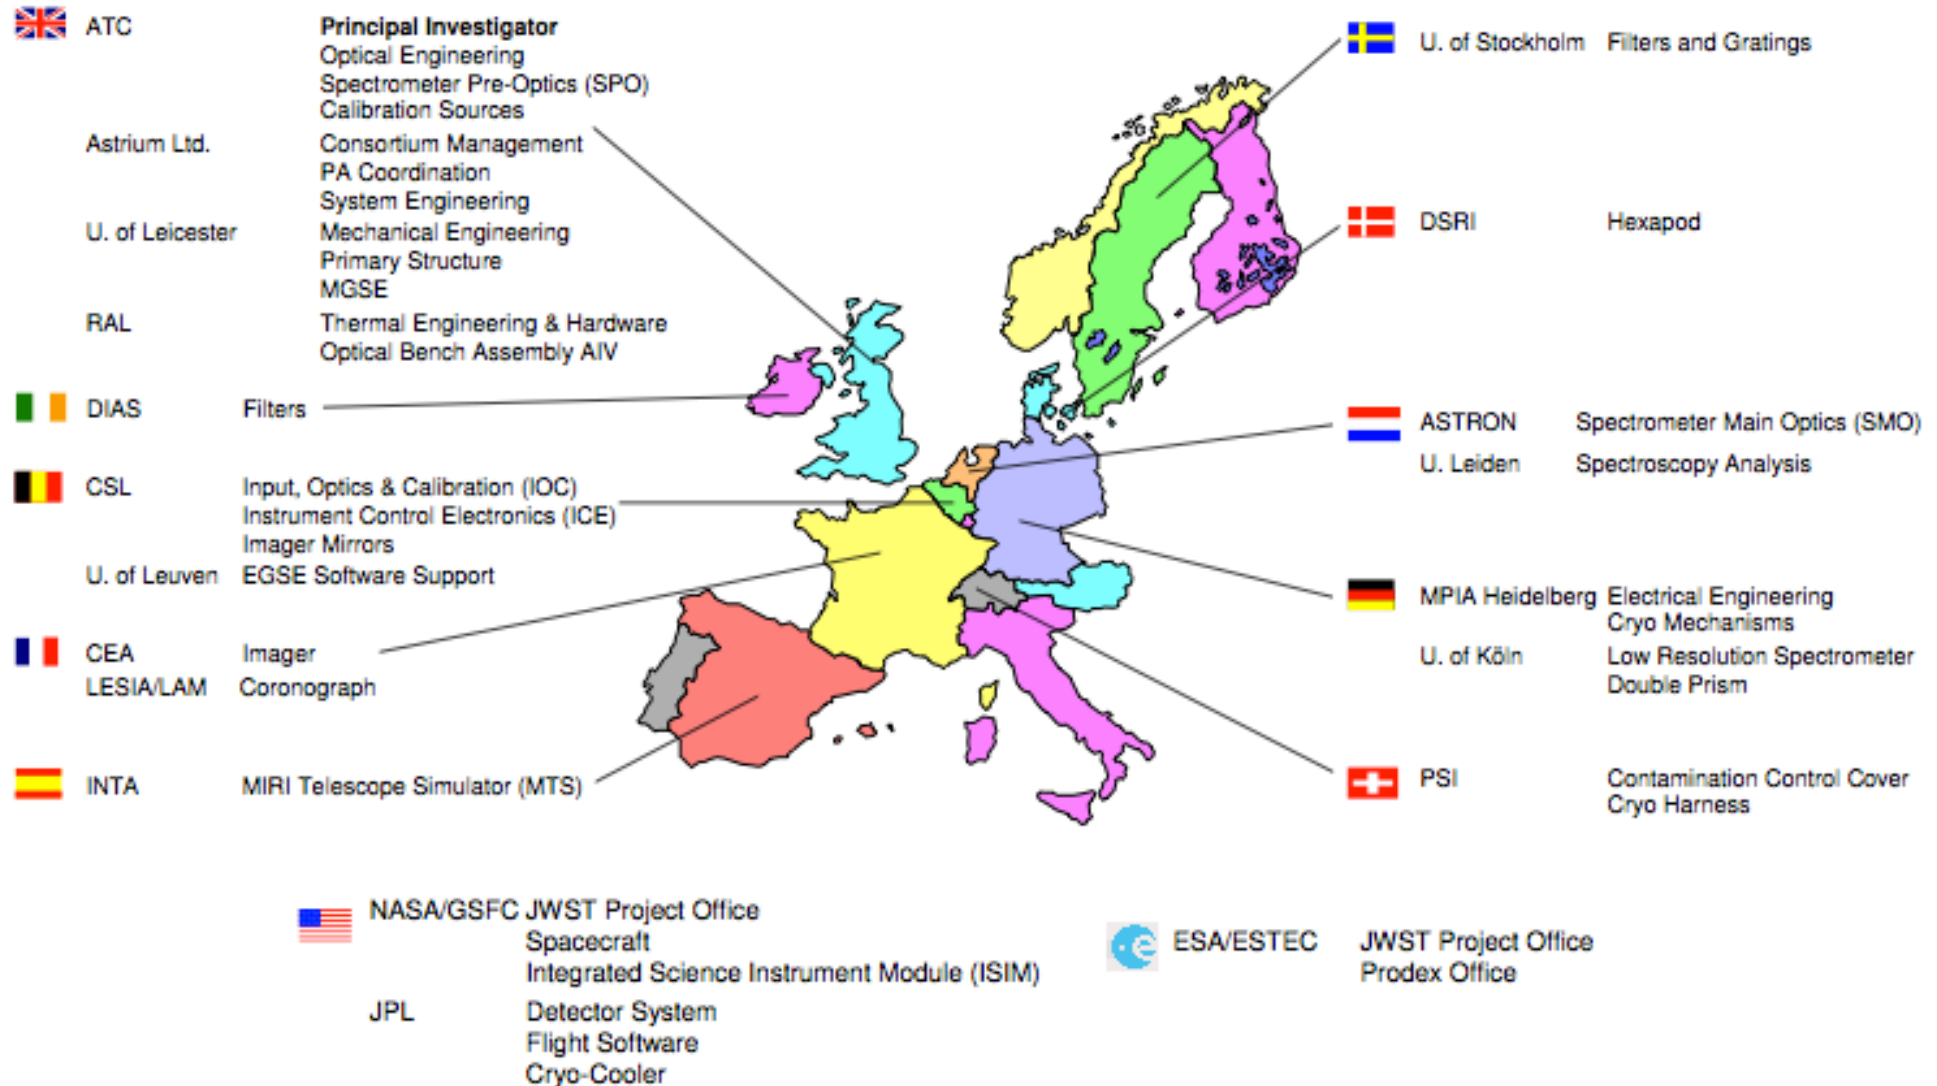 ATC Principal Investigator
Optical Engineering
Spectrometer Pre-Optics (SPO)
Calibration Sources
Astrium Ltd. Consortium Management
PA Coordination
System Engineering
U. of Leicester Mechanical Engineering
Primary Structure
MGSE
RAL Thermal Engineering & Hardware
Optical Bench Assembly AIV
DIAS Filters
CSL Input, Optics & Calibration (IOC)
Instrument Control Electronics (ICE)
Imager Mirrors
U. of Leuven EGSE Software Support
CEA Imager
LESIA/LAM Coronograph
INTA MIRI Telescope Simulator (MTS)
U. of Stockholm Filters and Gratings
DSRI Hexapod
ASTRON Spectrometer Main Optics (SMO)
U. Leiden Spectroscopy Analysis
MPIA Heidelberg Electrical Engineering
Cryo Mechanisms
U. of Köln Low Resolution Spectrometer
Double Prism
PSI Contamination Control Cover
Cryo Harness
NASA/GSFC JWST Project Office
Spacecraft
Integrated Science Instrument Module (ISIM)
JPL Detector System
Flight Software
Cryo-Cooler
ESA/ESTEC JWST Project Office
Prodex Office